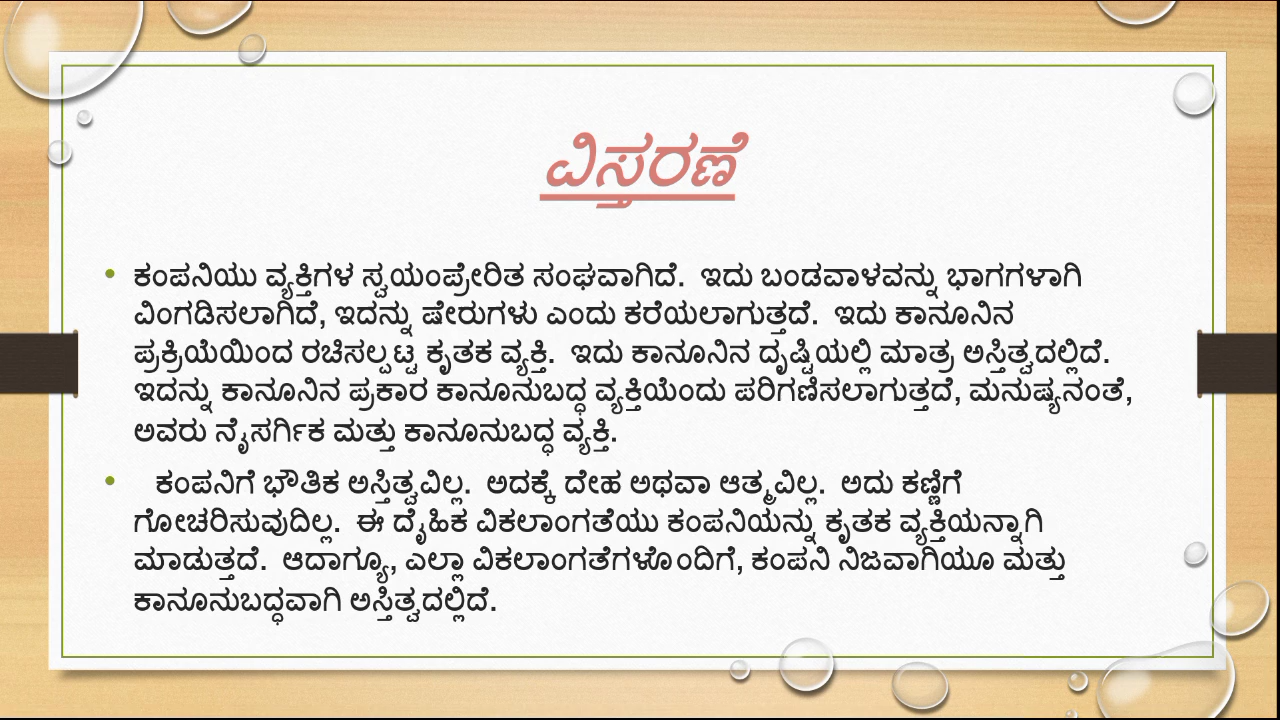 ವಿಸ್ತರಣೆ
• ಕಂಪನಿಯು ವ್ಯಕ್ತಿಗಳ ಸ್ವಯಂಪ್ರೇರಿತ ಸಂಘವಾಗಿದೆ. ಇದು ಬಂಡವಾಳವನ್ನು ಭಾಗಗಳಾಗಿ
ವಿಂಗಡಿಸಲಾಗಿದೆ, ಇದನ್ನು ಷೇರುಗಳು ಎಂದು ಕರೆಯಲಾಗುತ್ತದೆ. ಇದು ಕಾನೂನಿನ
ಪ್ರಕ್ರಿಯೆಯಿಂದ ರಚಿಸಲ್ಪಟ್ಟ ಕೃತಕ ವ್ಯಕ್ತಿ. ಇದು ಕಾನೂನಿನ ದೃಷ್ಟಿಯಲ್ಲಿ ಮಾತ್ರ ಅಸ್ತಿತ್ವದಲ್ಲಿದೆ.
ಇದನ್ನು ಕಾನೂನಿನ ಪ್ರಕಾರ ಕಾನೂನುಬದ್ಧ ವ್ಯಕ್ತಿಯೆಂದು ಪರಿಗಣಿಸಲಾಗುತ್ತದೆ, ಮನುಷ್ಯನಂತೆ,
ಅವರು ನೈಸರ್ಗಿಕ ಮತ್ತು ಕಾನೂನುಬದ್ಧ ವ್ಯಕ್ತಿ.
• ಕಂಪನಿಗೆ ಭೌತಿಕ ಅಸ್ತಿತ್ವವಿಲ್ಲ. ಅದಕ್ಕೆ ದೇಹ ಅಥವಾ ಆತ್ಮವಿಲ್ಲ. ಅದು ಕಣ್ಣಿಗೆ
ಗೋಚರಿಸುವುದಿಲ್ಲ. ಈ ದೈಹಿಕ ವಿಕಲಾಂಗತೆಯು ಕಂಪನಿಯನ್ನು ಕೃತಕ ವ್ಯಕ್ತಿಯನ್ನಾಗಿ
ಮಾಡುತ್ತದೆ. ಆದಾಗ್ಯೂ, ಎಲ್ಲಾ ವಿಕಲಾಂಗತೆಗಳೊಂದಿಗೆ, ಕಂಪನಿ ನಿಜವಾಗಿಯೂ ಮತ್ತು
ಕಾನೂನುಬದ್ಧವಾಗಿ ಅಸ್ತಿತ್ವದಲ್ಲಿದೆ.